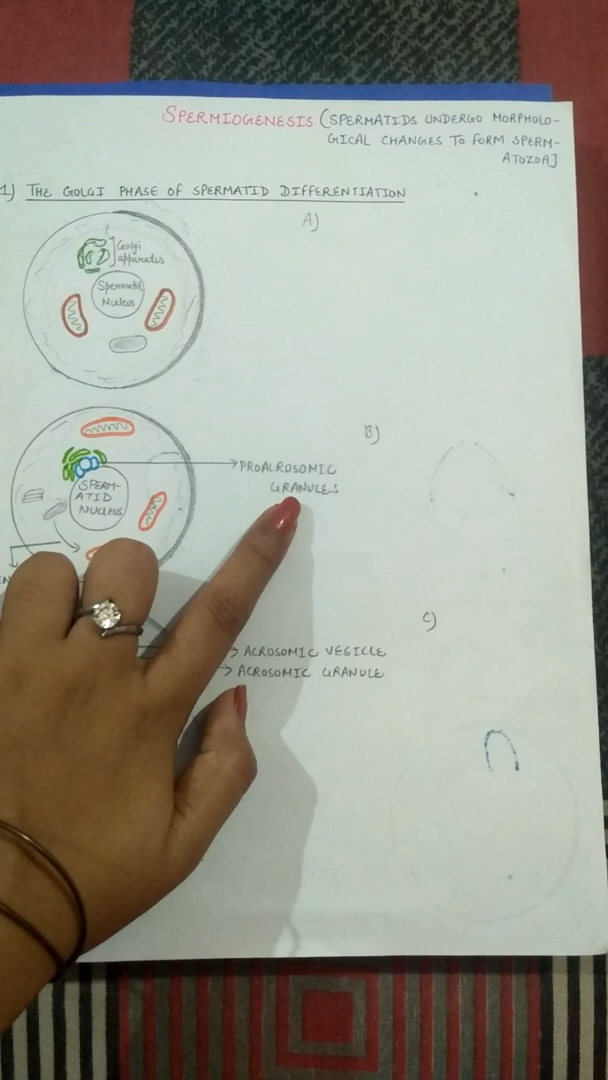 SPERMIOGENESIS (SPERMATIDS UNDERGO MORPHOLO-
GICAL CHANGES TO FORM SPERM-
ATOZOA]
1) THE GOLGI PHASE OF SPERMATID DIFFERENTIATION
A)
Golgi
apparates
Spermatid
Nucleus
B)
PROACROSOMIC
GRANULES
SPERM-
ATID
NUCLEUS
C)
ACROSOMIC VESICLE
ACROSOMIC GRANULE